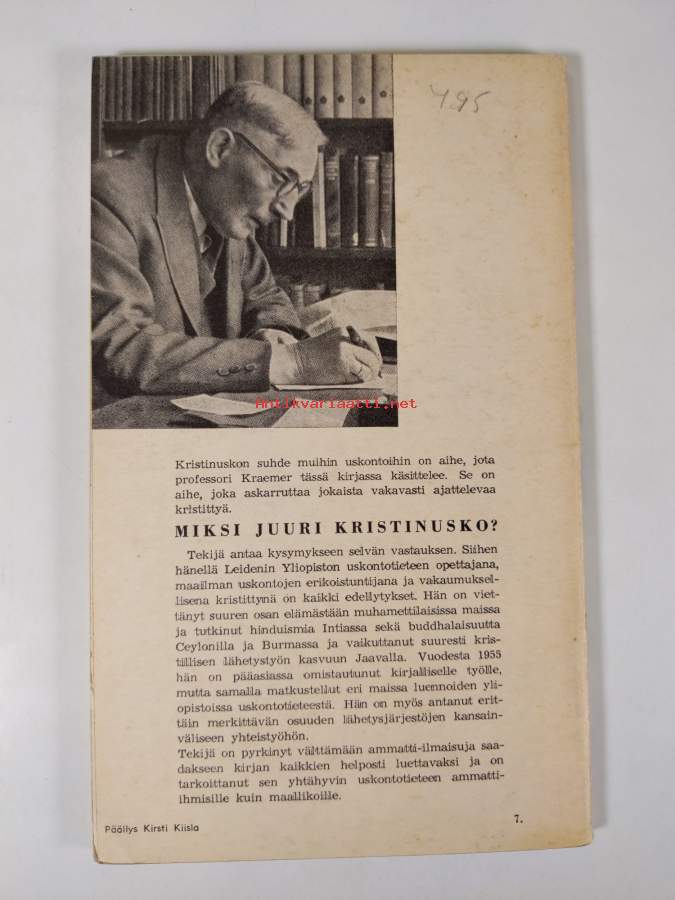 495
Antikvariaatti.net
Kristinuskon suhde muihin uskontoihin on aihe, jota
professori Kraemer tässä kirjassa käsittelee. Se on
aihe, joka askarruttaa jokaista vakavasti ajattelevaa
kristittyä.
MIKSI JUURI KRISTINUSKO?
Tekijä antaa kysymykseen selvän vastauksen. Siihen
hänellä Leidenin Yliopiston uskontotieteen opettajana,
maailman uskontojen erikoistuntijana ja vakaumuksel-
lisena kristittynä on kaikki edellytykset. Hän on viet-
tänyt suuren osan elämästään muhamettilaisissa maissa
ja tutkinut hinduismia Intiassa sekä buddhalaisuutta
Ceylonilla ja Burmassa ja vaikuttanut suuresti kris-
tillisen lähetystyön kasvuun Jaavalla. Vuodesta 1955
hän on pääasiassa omistautunut kirjalliselle työlle,
mutta samalla matkustellut eri maissa luennoiden yli-
opistoissa uskontotieteestä. Hän on myös antanut erit-
täin merkittävän osuuden lähetysjärjestöjen kansain-
väliseen yhteistyöhön.
Tekijä on pyrkinyt välttämään ammatti-ilmaisuja saa-
dakseen kirjan kaikkien helposti luettavaksi ja on
tarkoittanut sen yhtähyvin uskontotieteen ammatti-
ihmisille kuin maallikoille.
Päällys Kirsti Kiisla
7.